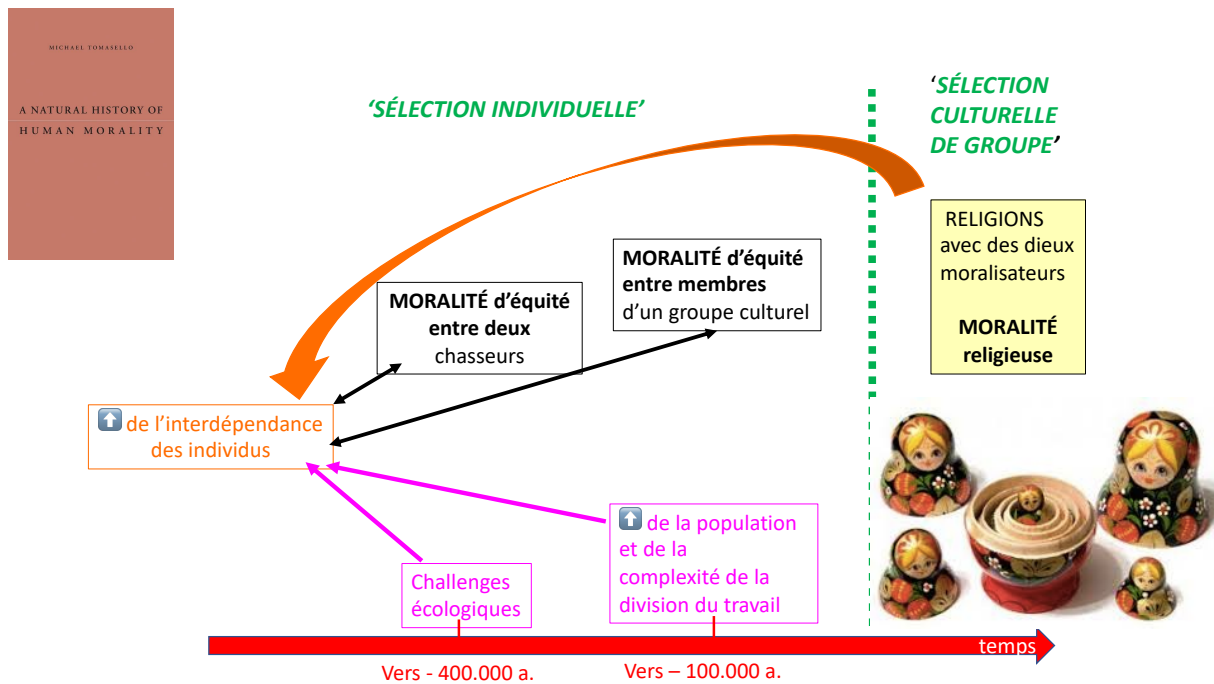 MICHAEL TOMASELLO
A NATURAL HISTORY OF
HUMAN MORALITY
‘SÉLECTION INDIVIDUELLE’
‘SÉLECTION
CULTURELLE
DE GROUPE’
RELIGIONS
avec des dieux
moralisateurs
MORALITÉ
religieuse
MORALITÉ d’équité
entre membres
d’un groupe culturel
MORALITÉ d’équité
entre deux
chasseurs
⬆ de l’interdépendance
des individus
⬆ de la population
et de la
complexité de la
division du travail
Challenges
écologiques
temps
Vers - 400.000 a.
Vers – 100.000 a.